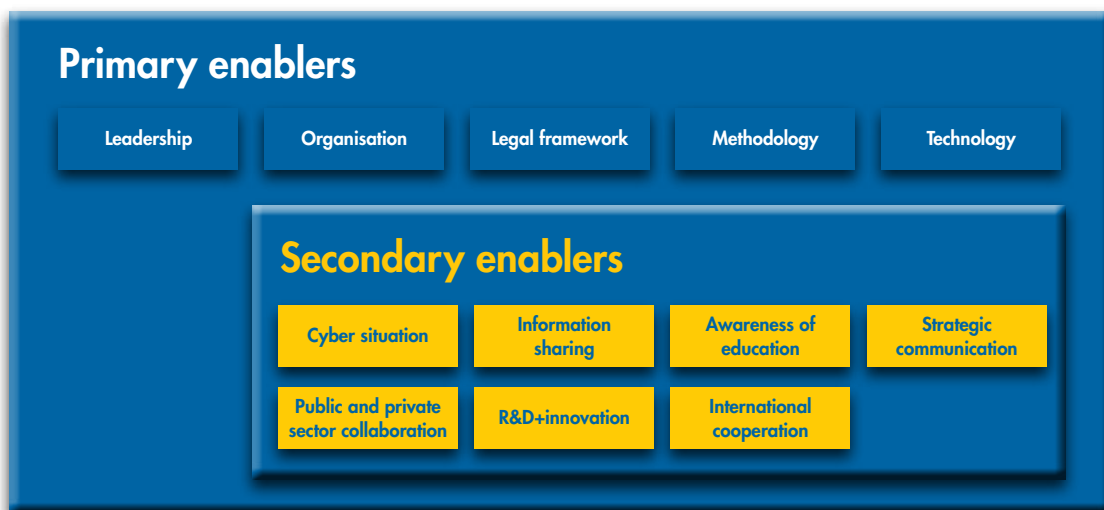 Primary enablers
Leadership
Organisation
Legal framework
Methodology
Technology
Secondary enablers
Cyber situation
Information
sharing
Awareness of
education
Strategic
communication
Public and private
sector collaboration
R&D+innovation
International
cooperation